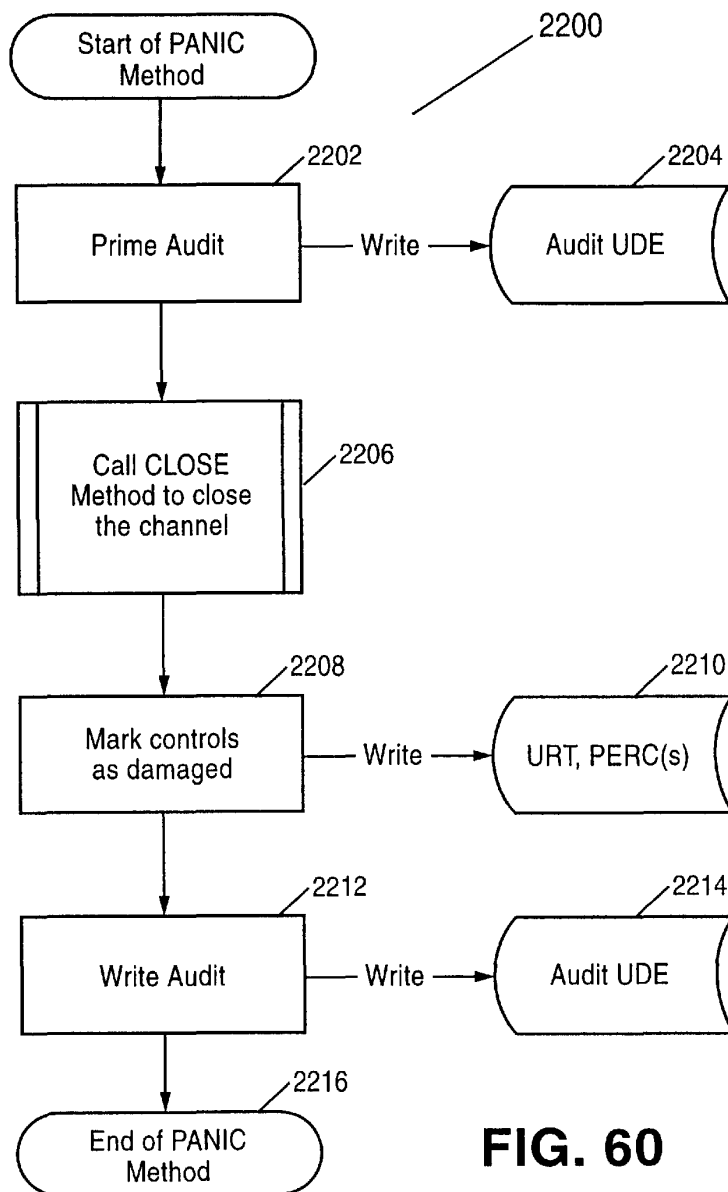 Start of PANIC
Method
2200
2202
Prime Audit
Write
2204
Audit UDE
2206
Call CLOSE
Method to close
the channel
2208
Mark controls
as damaged
Write
2210
URT, PERC(s)
2212
Write Audit
Write
2214
Audit UDE
2216
End of PANIC
Method
FIG. 60